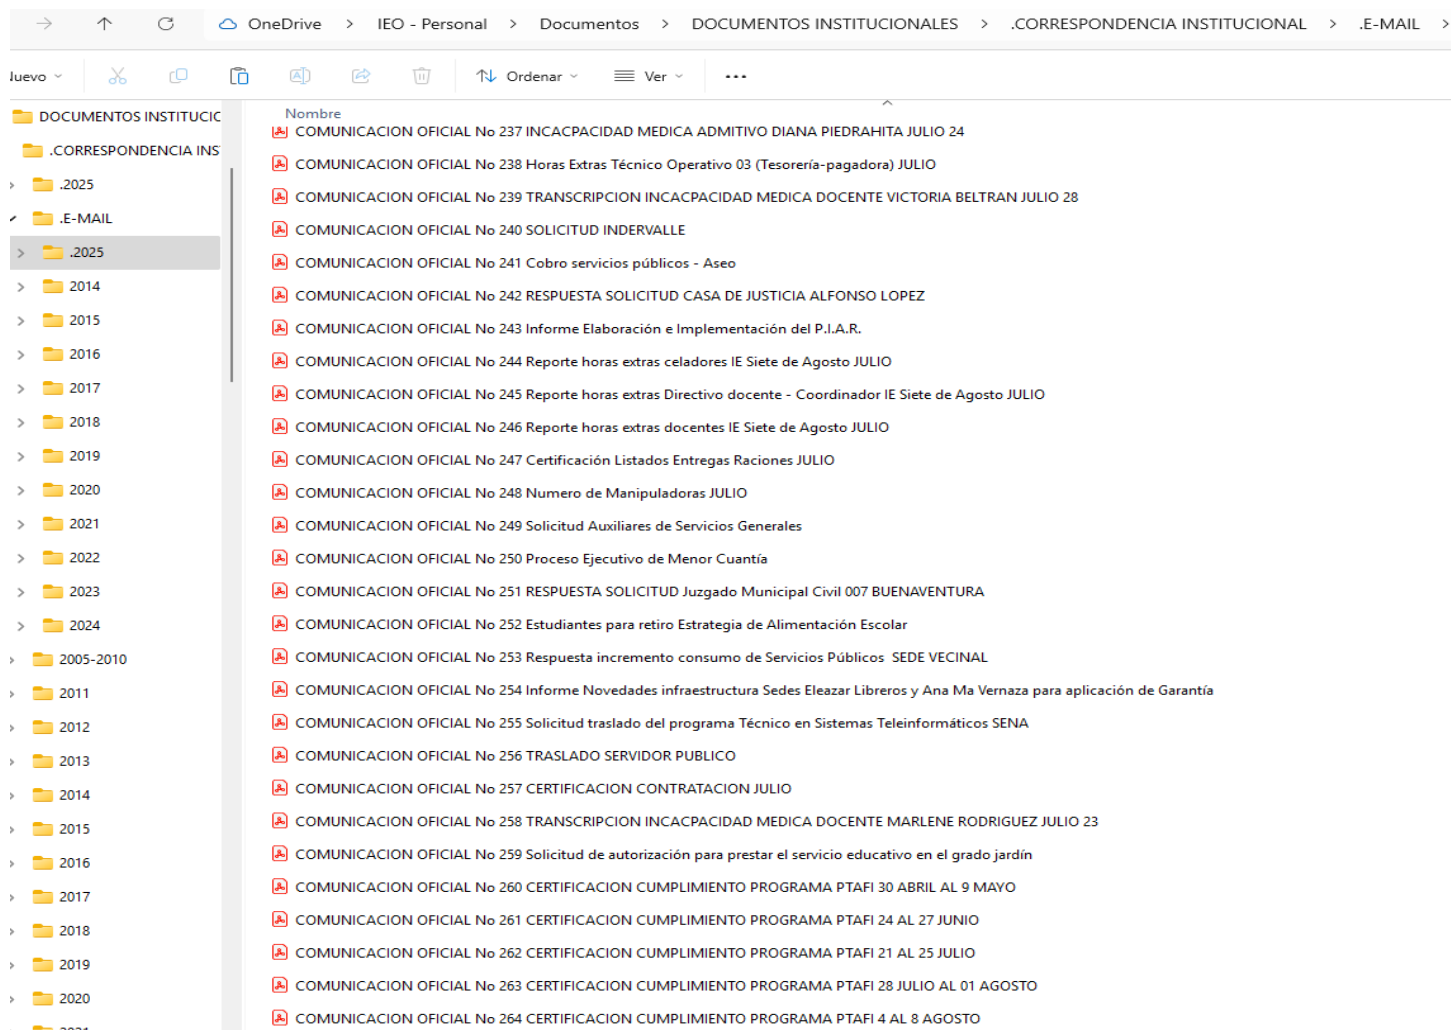 OneDrive > IEO - Personal > Documentos > DOCUMENTOS INSTITUCIONALES > .CORRESPONDENCIA INSTITUCIONAL > .E-MAIL >
Ordenar
Ver
DOCUMENTOS INSTITUCIO
.CORRESPONDENCIA INS
.2025
.E-MAIL
.2025
2014
2015
2016
2017
2018
2019
2020
2021
2022
2023
2024
2005-2010
2011
2012
2013
2014
2015
2016
2017
2018
2019
2020
Nombre
COMUNICACION OFICIAL No 237 INCACPACIDAD MEDICA ADMITIVO DIANA PIEDRAHITA JULIO 24
COMUNICACION OFICIAL No 238 Horas Extras Técnico Operativo 03 (Tesorería-pagadora) JULIO
COMUNICACION OFICIAL No 239 TRANSCRIPCION INCACPACIDAD MEDICA DOCENTE VICTORIA BELTRAN JULIO 28
COMUNICACION OFICIAL No 240 SOLICITUD INDERVALLE
COMUNICACION OFICIAL No 241 Cobro servicios públicos - Aseo
COMUNICACION OFICIAL No 242 RESPUESTA SOLICITUD CASA DE JUSTICIA ALFONSO LOPEZ
COMUNICACION OFICIAL No 243 Informe Elaboración e Implementación del P.I.A.R.
COMUNICACION OFICIAL No 244 Reporte horas extras celadores IE Siete de Agosto JULIO
COMUNICACION OFICIAL No 245 Reporte horas extras Directivo docente - Coordinador IE Siete de Agosto JULIO
COMUNICACION OFICIAL No 246 Reporte horas extras docentes IE Siete de Agosto JULIO
COMUNICACION OFICIAL No 247 Certificación Listados Entregas Raciones JULIO
COMUNICACION OFICIAL No 248 Numero de Manipuladoras JULIO
COMUNICACION OFICIAL No 249 Solicitud Auxiliares de Servicios Generales
COMUNICACION OFICIAL No 250 Proceso Ejecutivo de Menor Cuantía
COMUNICACION OFICIAL No 251 RESPUESTA SOLICITUD Juzgado Municipal Civil 007 BUENAVENTURA
COMUNICACION OFICIAL No 252 Estudiantes para retiro Estrategia de Alimentación Escolar
COMUNICACION OFICIAL No 253 Respuesta incremento consumo de Servicios Públicos  SEDE VECINAL
COMUNICACION OFICIAL No 254 Informe Novedades infraestructura Sedes Eleazar Libreros y Ana Ma Vernaza para aplicación de Garantía
COMUNICACION OFICIAL No 255 Solicitud traslado del programa Técnico en Sistemas Teleinformáticos SENA
COMUNICACION OFICIAL No 256 TRASLADO SERVIDOR PUBLICO
COMUNICACION OFICIAL No 257 CERTIFICACION CONTRATACION JULIO
COMUNICACION OFICIAL No 258 TRANSCRIPCION INCACPACIDAD MEDICA DOCENTE MARLENE RODRIGUEZ JULIO 23
COMUNICACION OFICIAL No 259 Solicitud de autorización para prestar el servicio educativo en el grado jardín
COMUNICACION OFICIAL No 260 CERTIFICACION CUMPLIMIENTO PROGRAMA PTAFI 30 ABRIL AL 9 MAYO
COMUNICACION OFICIAL No 261 CERTIFICACION CUMPLIMIENTO PROGRAMA PTAFI 24 AL 27 JUNIO
COMUNICACION OFICIAL No 262 CERTIFICACION CUMPLIMIENTO PROGRAMA PTAFI 21 AL 25 JULIO
COMUNICACION OFICIAL No 263 CERTIFICACION CUMPLIMIENTO PROGRAMA PTAFI 28 JULIO AL 01 AGOSTO
COMUNICACION OFICIAL No 264 CERTIFICACION CUMPLIMIENTO PROGRAMA PTAFI 4 AL 8 AGOSTO